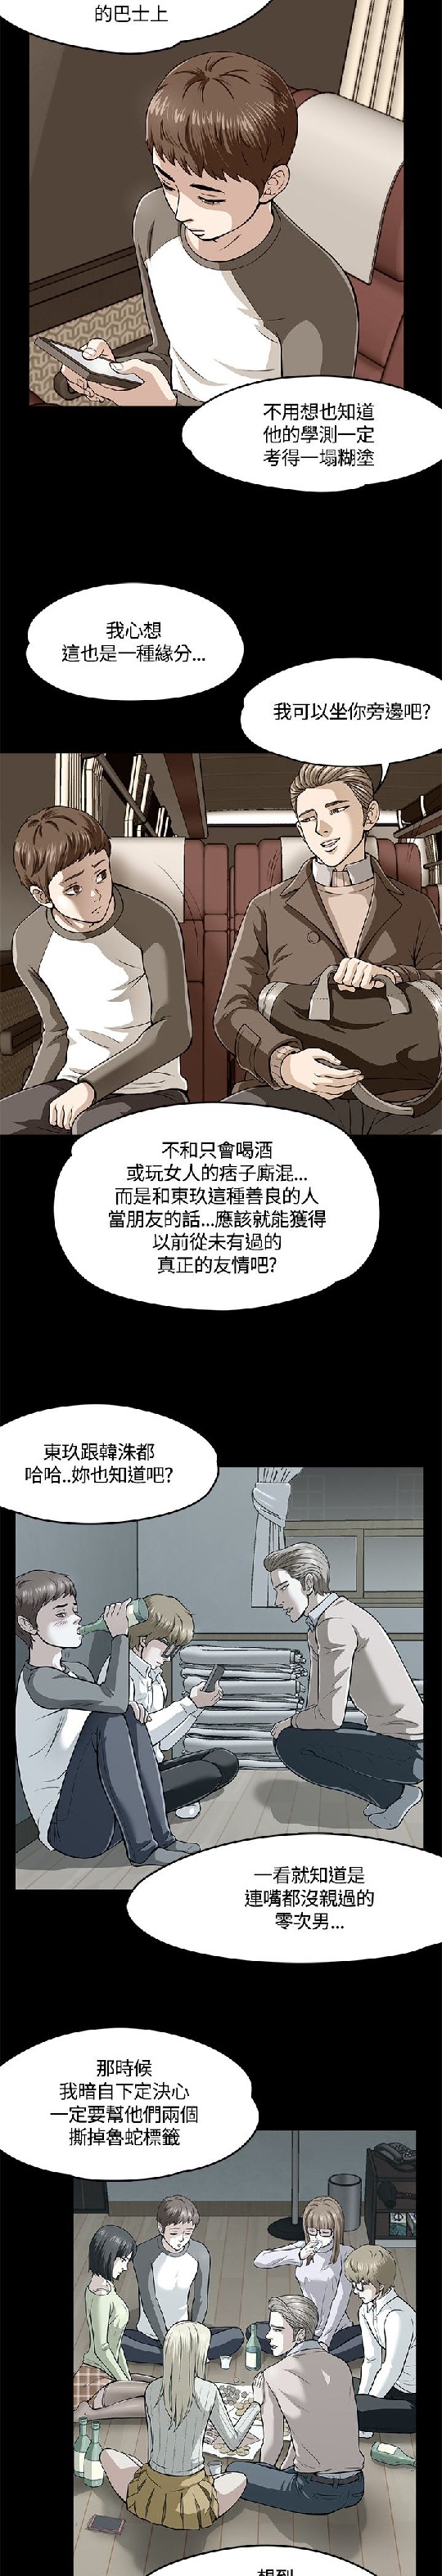 的巴士上
不用想也知道
他的學測一定
考得一塌糊塗
我心想
這也是一種緣分...
我可以坐你旁邊吧?
不和只會喝酒
或玩女人的痞子廝混...
而是和東玖這種善良的人
當朋友的話...應該就能獲得
以前從未有過的
真正的友情吧?
東玖跟韓洙都
哈哈..妳也知道吧?
一看就知道是
連嘴都沒親過的
零次男...
那時候
我暗自下定決心
一定要幫他們兩個
撕掉魯蛇標籤
想到